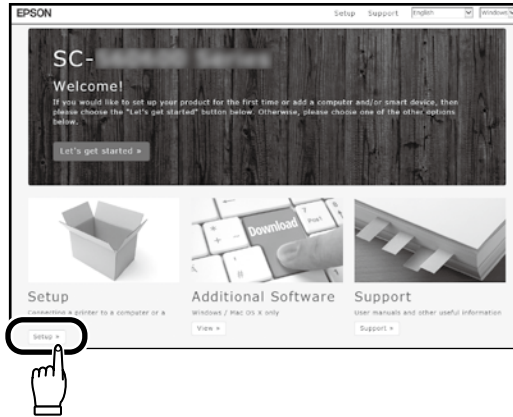 EPSON
Setup Support English Windows
SC-
Welcome!
If you would like to set up your product for the first time or add a computer and/or smart device, then
please choose the "Let's get started" button below. Otherwise, please choose one of the other options
below.
Let's get started »
Download
Setup Additional Software Support
Connecting a printer to a computer or a Windows / Mac OS X only User manuals and other useful information
Setup » View » Support »